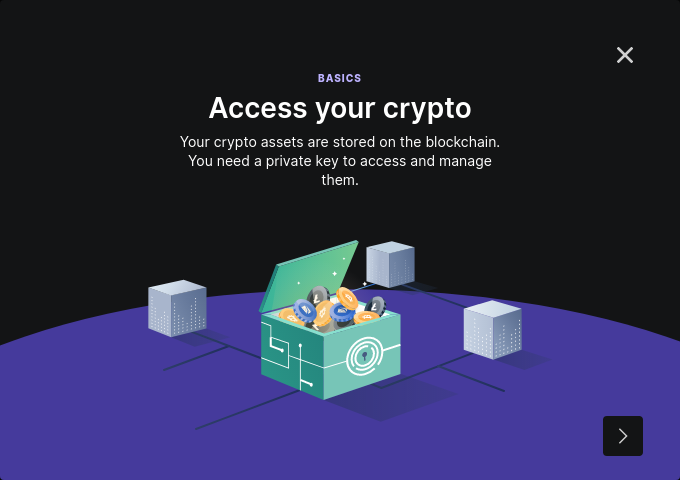 BASICS
Access your crypto
Your crypto assets are stored on the blockchain.
You need a private key to access and manage
them.